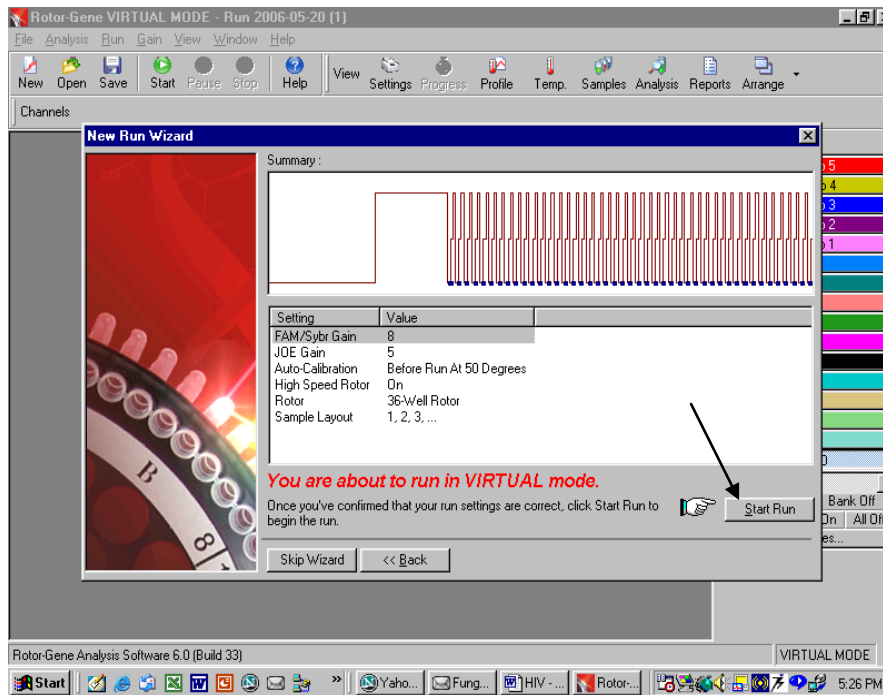 Rotor-Gene VIRTUAL MODE - Run 2006-05-20 (1)
File Analysis Run Gain View Window Help
New Open Save Start Pause Stop Help View Settings Progress Profile Temp. Samples Analysis Reports Arrange
Channels
New Run Wizard
Summary :
5
4
3
2
1
Setting Value
FAM/Sybr Gain 8
JOE Gain 5
Auto-Calibration Before Run At 50 Degrees
High Speed Rotor On
Rotor 36-Well Rotor
Sample Layout 1, 2, 3, ...
B
8
1
You are about to run in VIRTUAL mode.
Once you've confirmed that your run settings are correct, click Start Run to
begin the run.
Start Run
Bank Off
On All Off
es...
Skip Wizard << Back
Rotor-Gene Analysis Software 6.0 (Build 33) VIRTUAL MODE
Start » Yaho... Fung... HIV - ... Rotor-... 5:26 PM